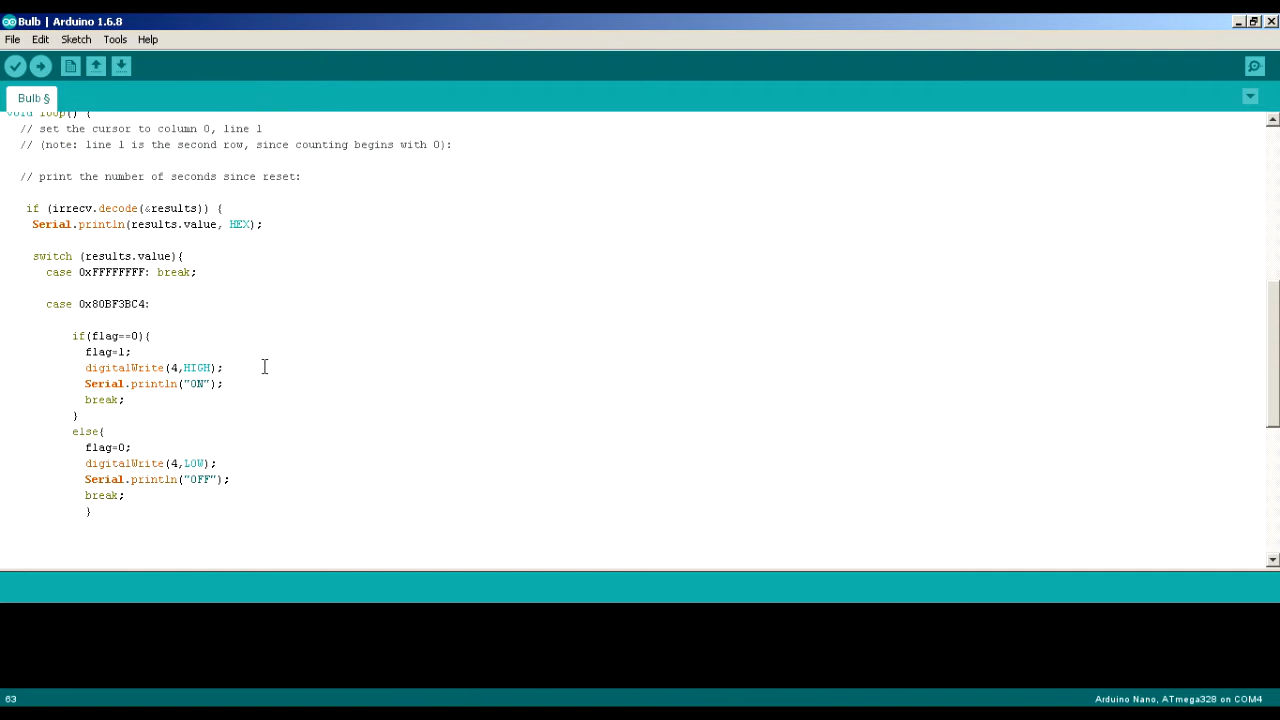 Bulb | Arduino 1.6.8
File Edit Sketch Tools Help
Bulb §
void loop() {
// set the cursor to column 0, line 1
// (note: line 1 is the second row, since counting begins with 0):
// print the number of seconds since reset:
if (irrecv.decode(&results)) {
Serial.println(results.value, HEX);
switch (results.value){
case 0xFFFFFFFF: break;
case 0x80BF3BC4:
if(flag==0){
flag=1;
digitalWrite(4,HIGH);
Serial.println("ON");
break;
}
else{
flag=0;
digitalWrite(4,LOW);
Serial.println("OFF");
break;
}
63
Arduino Nano, ATmega328 on COM4